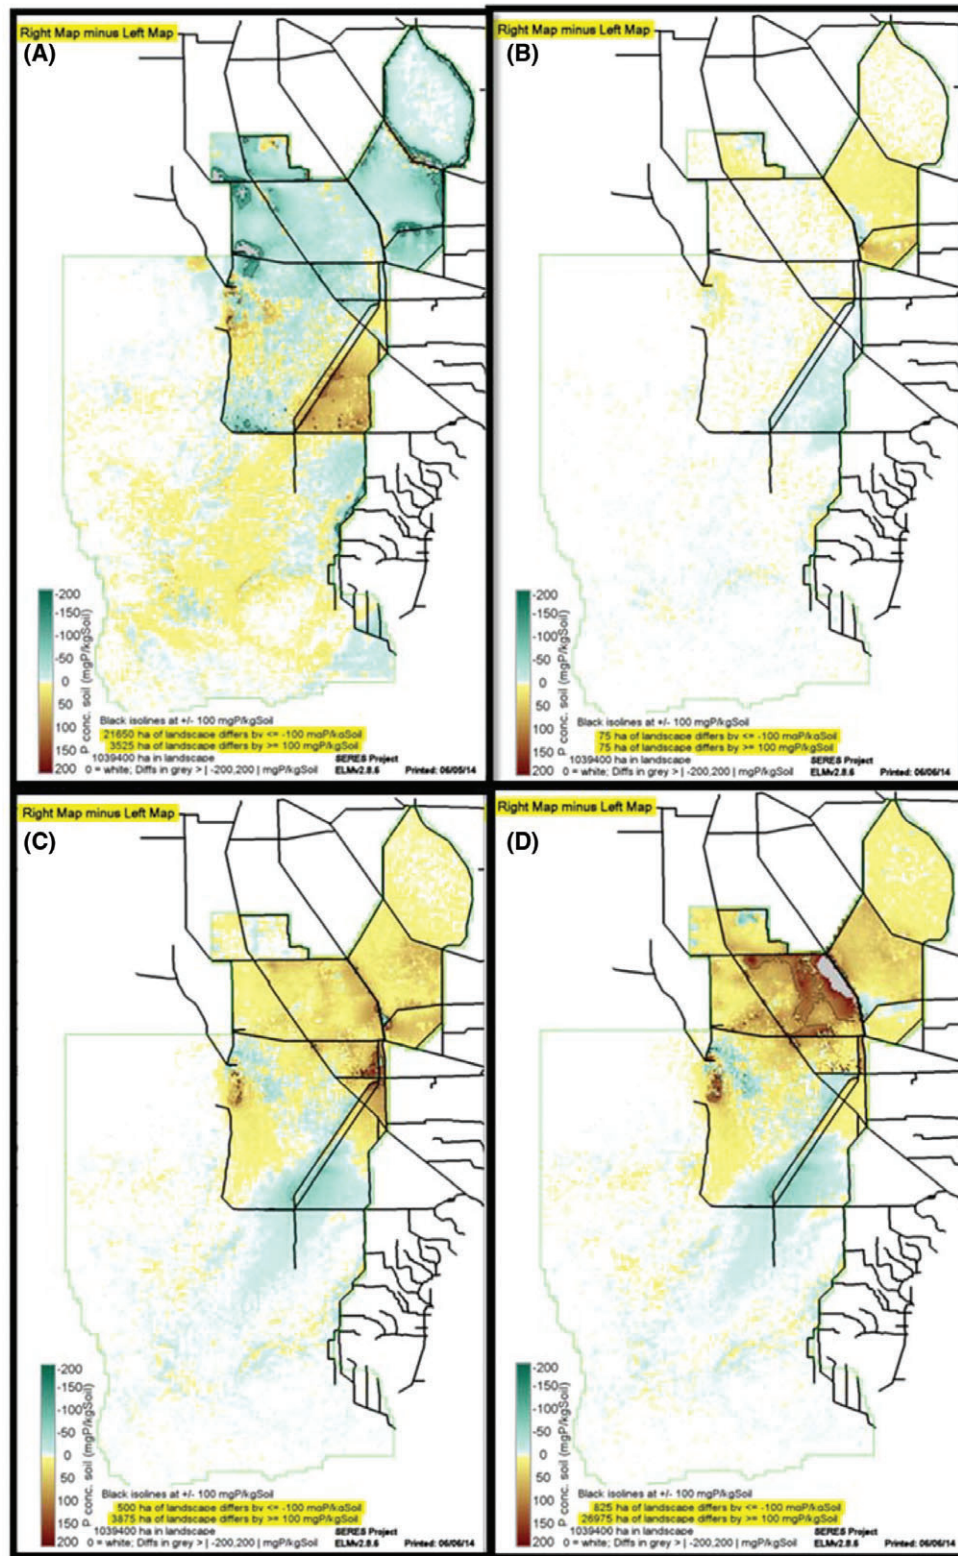 Right Map minus Left Map
(A)
-200
-150
-100
-50
0
50
100
150
200
P conc. soil (mgP/kgSoil)
Black isolines at +/- 100 mgP/kgSoil
21650 ha of landscape differs by <= -100 mgP/kgSoil
3525 ha of landscape differs by >= 100 mgP/kgSoil
1039400 ha in landscape SERES Project
0 = white; Diffs in grey > | -200,200 | mgP/kgSoil ELMv2.8.6 Printed: 06/05/14
Right Map minus Left Map
(B)
-200
-150
-100
-50
0
50
100
150
200
P conc. soil (mgP/kgSoil)
Black isolines at +/- 100 mgP/kgSoil
75 ha of landscape differs by <= -100 mgP/kgSoil
75 ha of landscape differs by >= 100 mgP/kgSoil
1039400 ha in landscape SERES Project
0 = white; Diffs in grey > | -200,200 | mgP/kgSoil ELMv2.8.6 Printed: 06/06/14
Right Map minus Left Map
(C)
-200
-150
-100
-50
0
50
100
150
200
P conc. soil (mgP/kgSoil)
Black isolines at +/- 100 mgP/kgSoil
500 ha of landscape differs by <= -100 mgP/kgSoil
3875 ha of landscape differs by >= 100 mgP/kgSoil
1039400 ha in landscape SERES Project
0 = white; Diffs in grey > | -200,200 | mgP/kgSoil ELMv2.8.6 Printed: 06/06/14
Right Map minus Left Map
(D)
-200
-150
-100
-50
0
50
100
150
200
P conc. soil (mgP/kgSoil)
Black isolines at +/- 100 mgP/kgSoil
825 ha of landscape differs by <= -100 mgP/kgSoil
26975 ha of landscape differs by >= 100 mgP/kgSoil
1039400 ha in landscape SERES Project
0 = white; Diffs in grey > | -200,200 | mgP/kgSoil ELMv2.8.6 Printed: 06/06/14